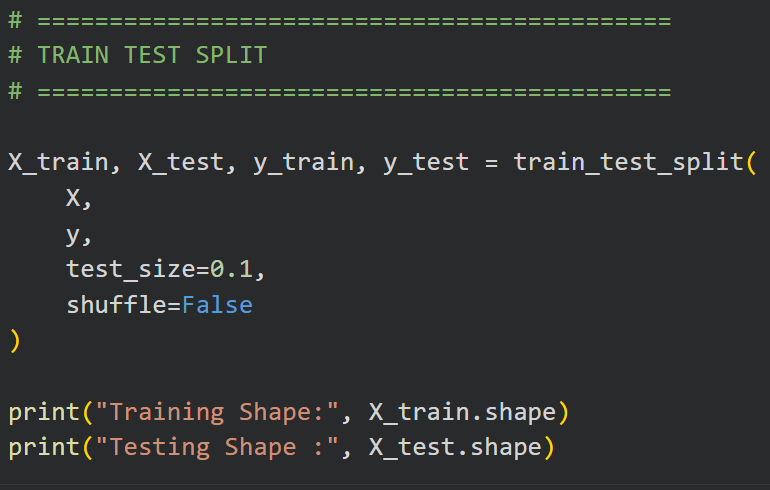 # ============================================
# TRAIN TEST SPLIT
# ============================================
X_train, X_test, y_train, y_test = train_test_split(
    X,
    y,
    test_size=0.1,
    shuffle=False
)
print("Training Shape:", X_train.shape)
print("Testing Shape :", X_test.shape)